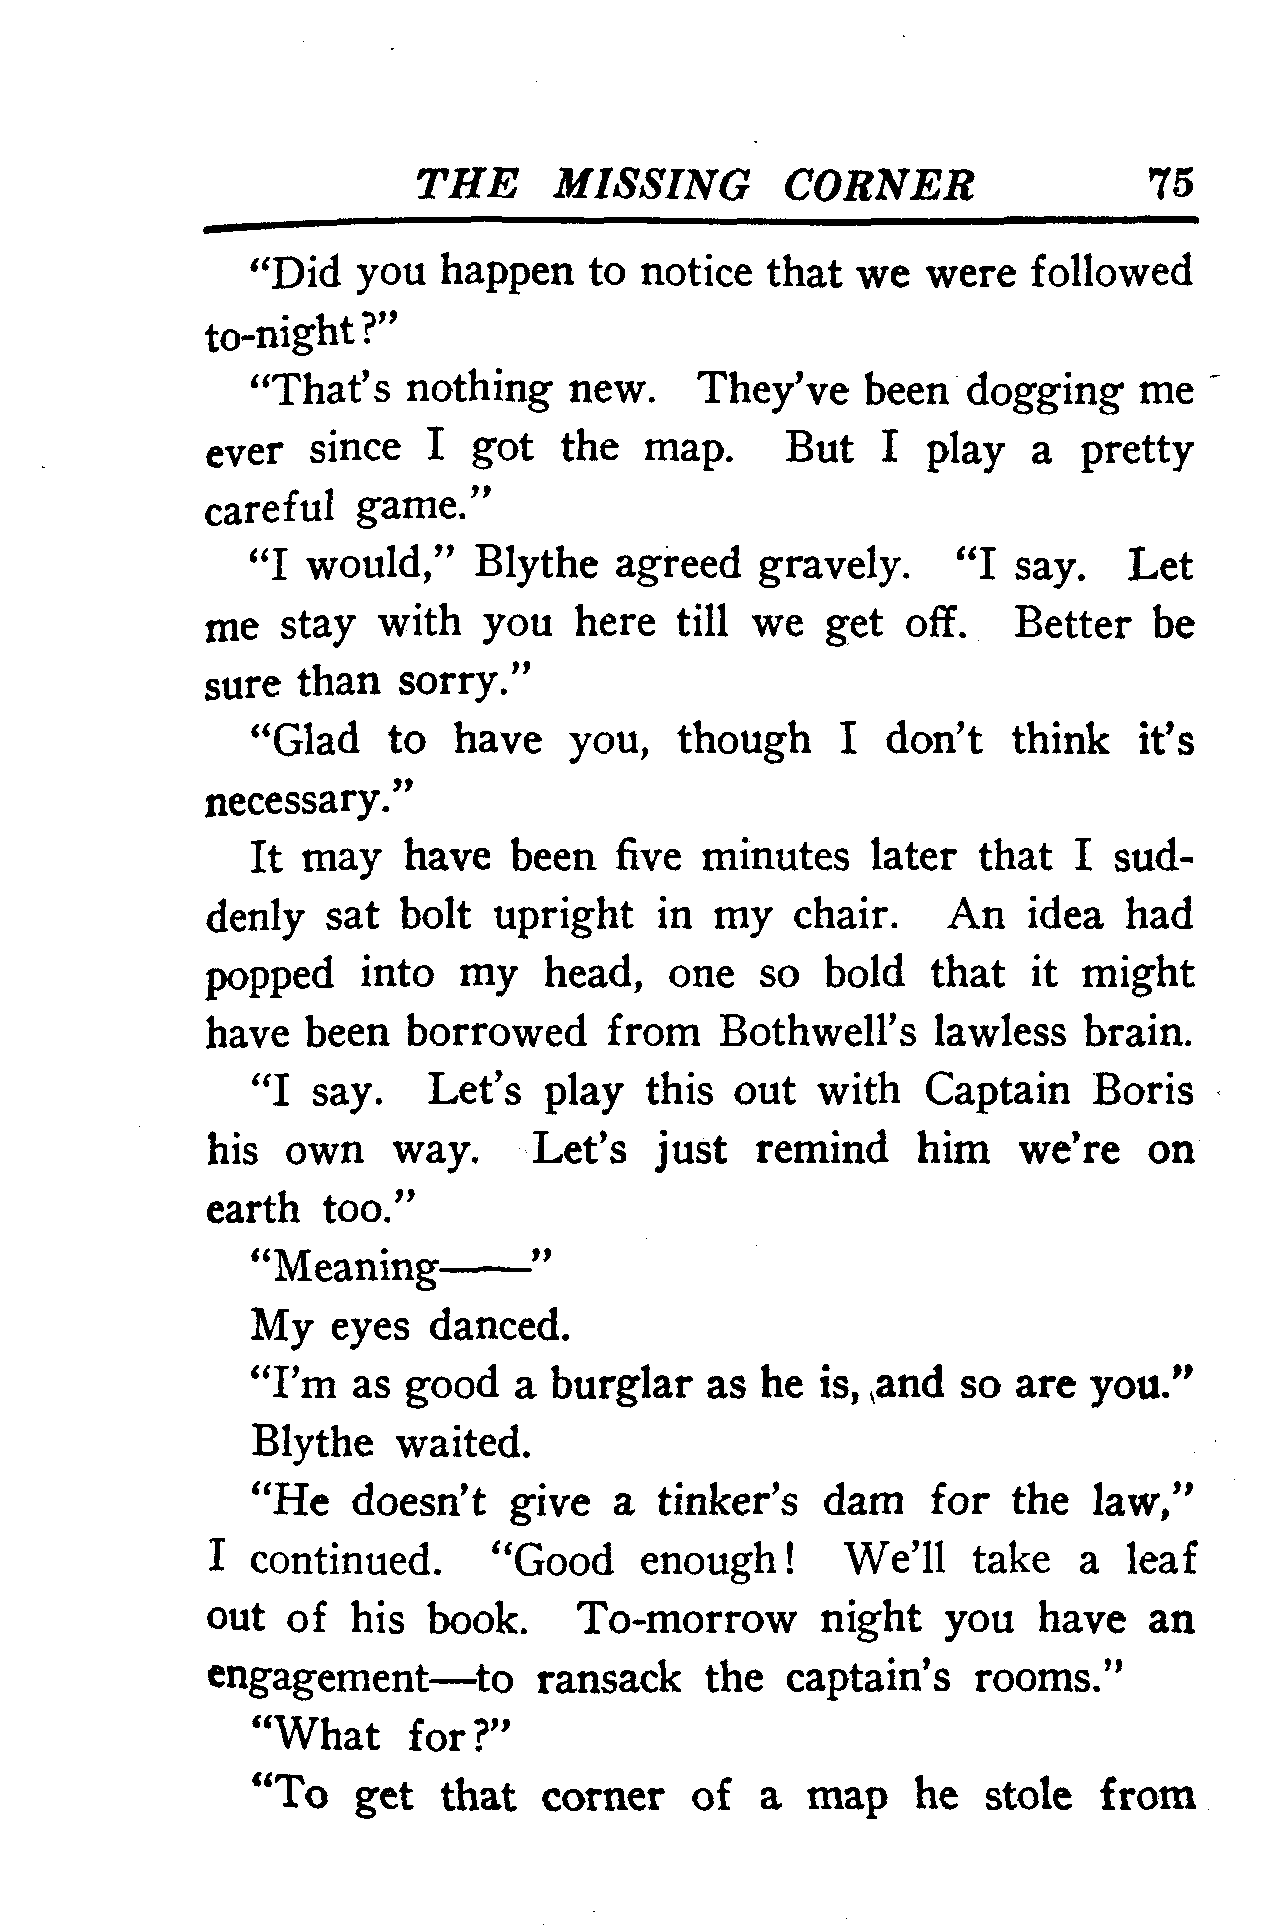 THE MISSING CORNER 75
“Did you happen to notice that we were followed
to-night?”
“That’s nothing new. They’ve been dogging me
ever since I got the map. But I play a pretty
careful game.”
“I would,” Blythe agreed gravely. “I say. Let
me stay with you here till we get off. Better be
sure than sorry.”
“Glad to have you, though I don’t think it’s
necessary.”
It may have been five minutes later that I sud-
denly sat bolt upright in my chair. An idea had
popped into my head, one so bold that it might
have been borrowed from Bothwell’s lawless brain.
“I say. Let’s play this out with Captain Boris
his own way. Let’s just remind him we’re on
earth too.”
“Meaning——”
My eyes danced.
“I’m as good a burglar as he is, and so are you.”
Blythe waited.
“He doesn’t give a tinker’s dam for the law,”
I continued. “Good enough! We’ll take a leaf
out of his book. To-morrow night you have an
engagement—to ransack the captain’s rooms.”
“What for?”
“To get that corner of a map he stole from